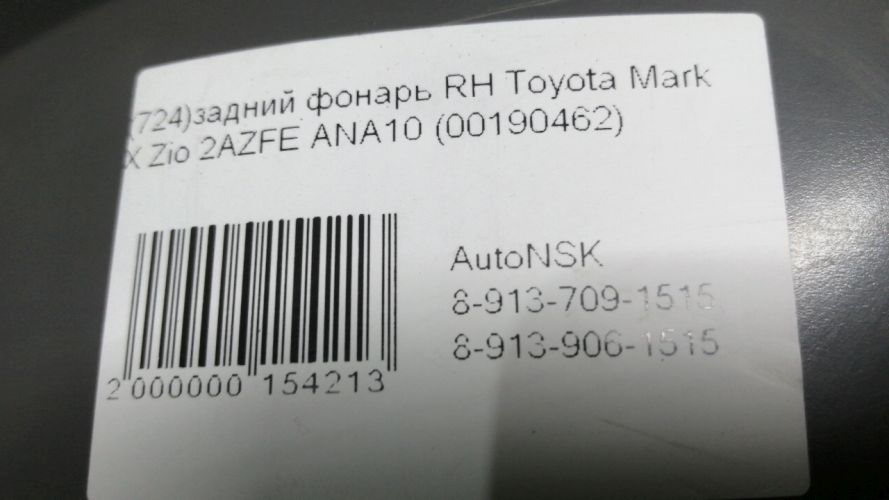 (724)задний фонарь RH Toyota Mark
X Zio 2AZFE ANA10 (00190462)
AutoNSK
8-913-709-1515
8-913-906-1515
2 000000 154213